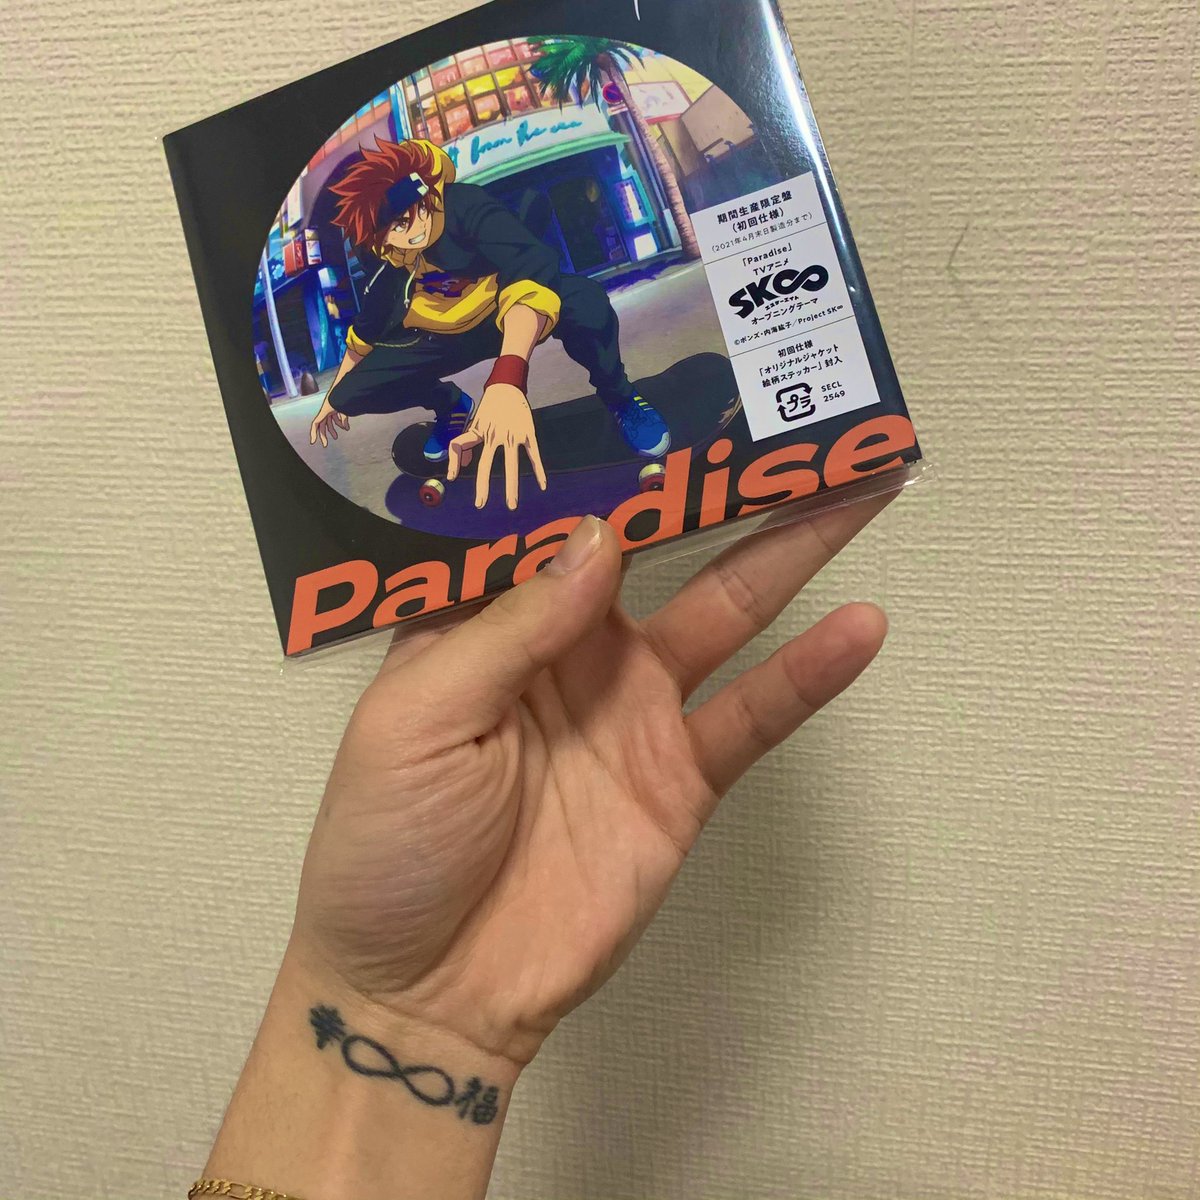 from the sea
期間生産限定盤
(初回仕様)
(2021年4月末日製造分まで)
「Paradise」
TVアニメ
SK∞
エスケーエイト
オープニングテーマ
©ボンズ・内海紘子/Project SK∞
初回仕様
「オリジナルジャケット
絵柄ステッカー」封入
プラ
SECL
2549
Paradise
幸∞福